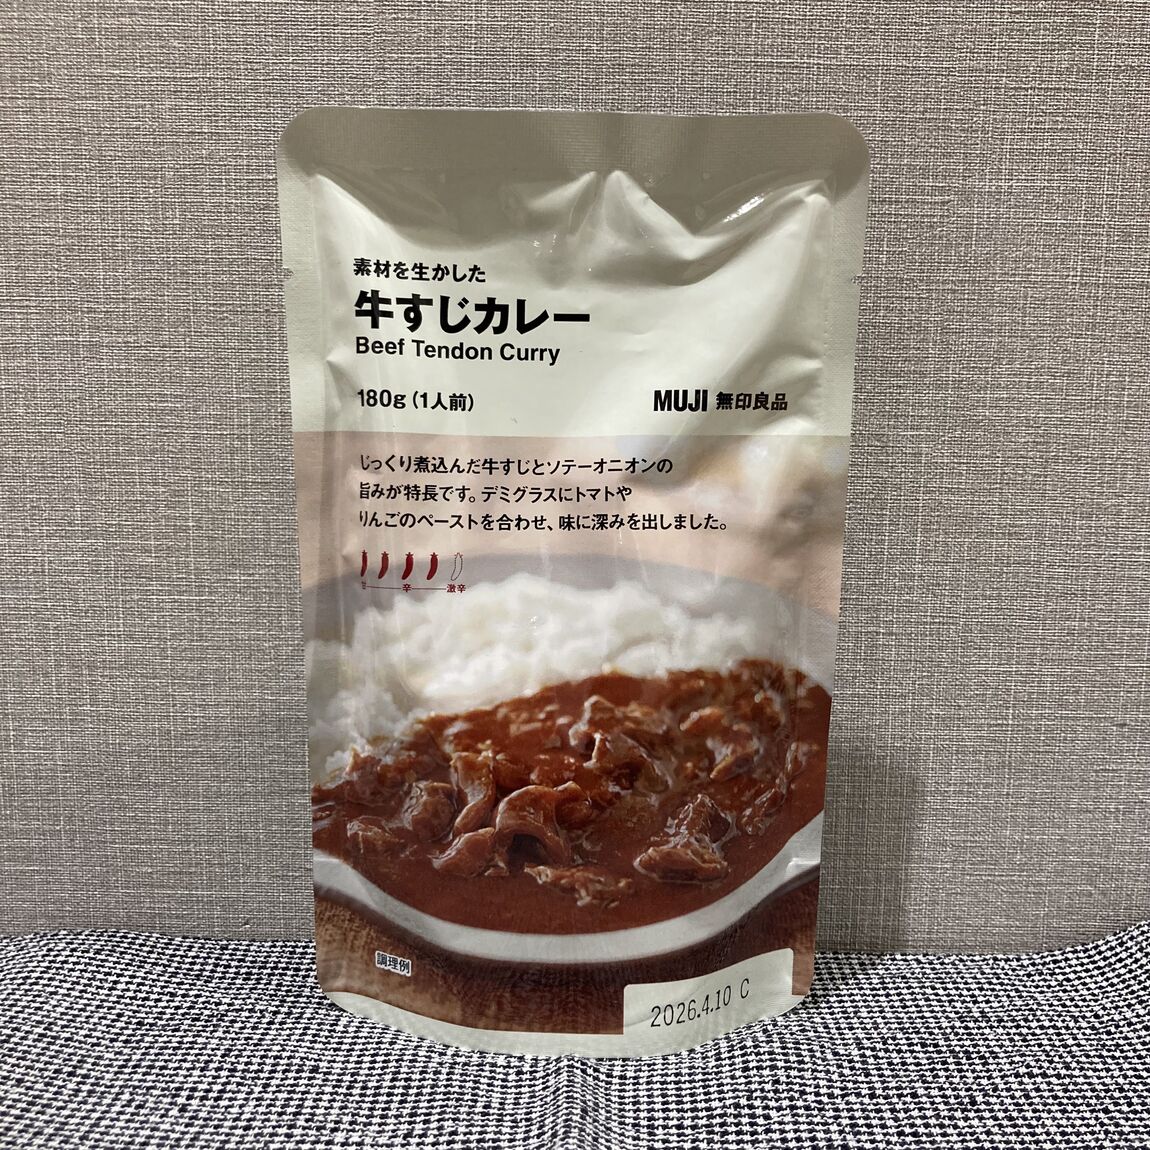 素材を生かした
牛すじカレー
Beef Tendon Curry
180g（1人前）
MUJI 無印良品
じっくり煮込んだ牛すじとソテーオニオンの
旨みが特長です。デミグラスにトマトや
りんごのペーストを合わせ、味に深みを出しました。
辛 激辛
調理例
2026.4.10 C